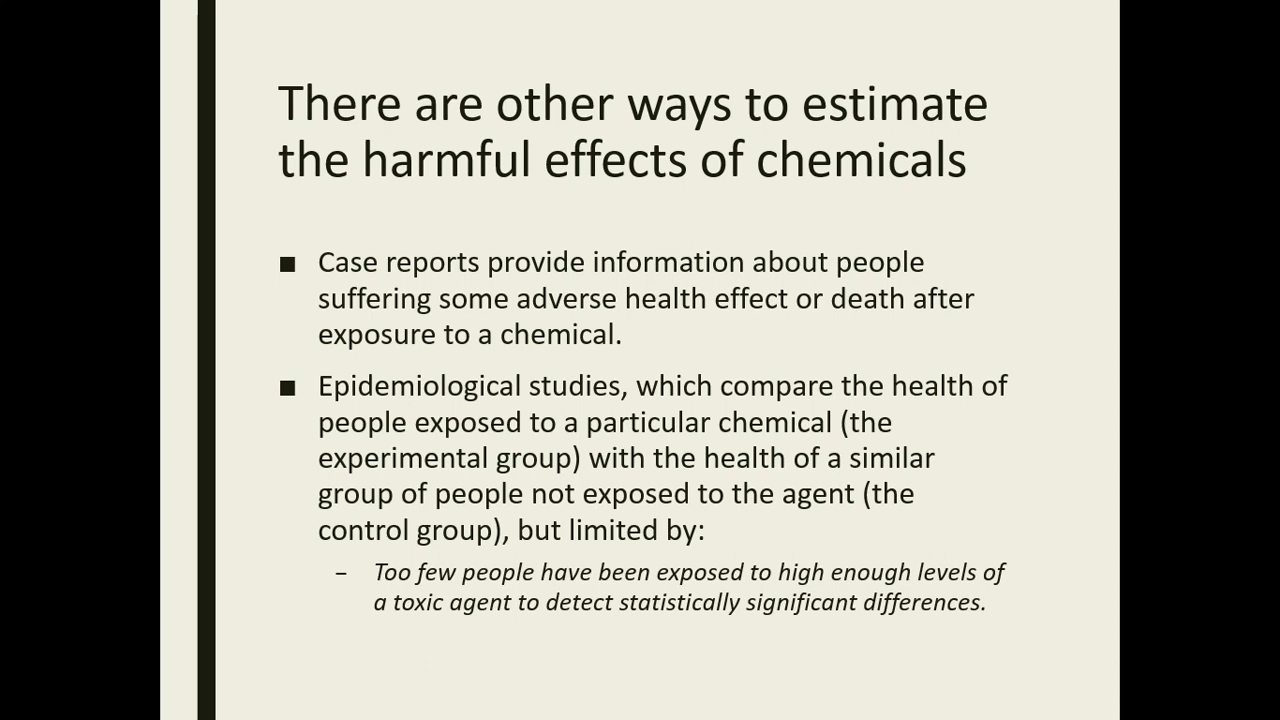 There are other ways to estimate
the harmful effects of chemicals
■ Case reports provide information about people
suffering some adverse health effect or death after
exposure to a chemical.
■ Epidemiological studies, which compare the health of
people exposed to a particular chemical (the
experimental group) with the health of a similar
group of people not exposed to the agent (the
control group), but limited by:
– Too few people have been exposed to high enough levels of
a toxic agent to detect statistically significant differences.